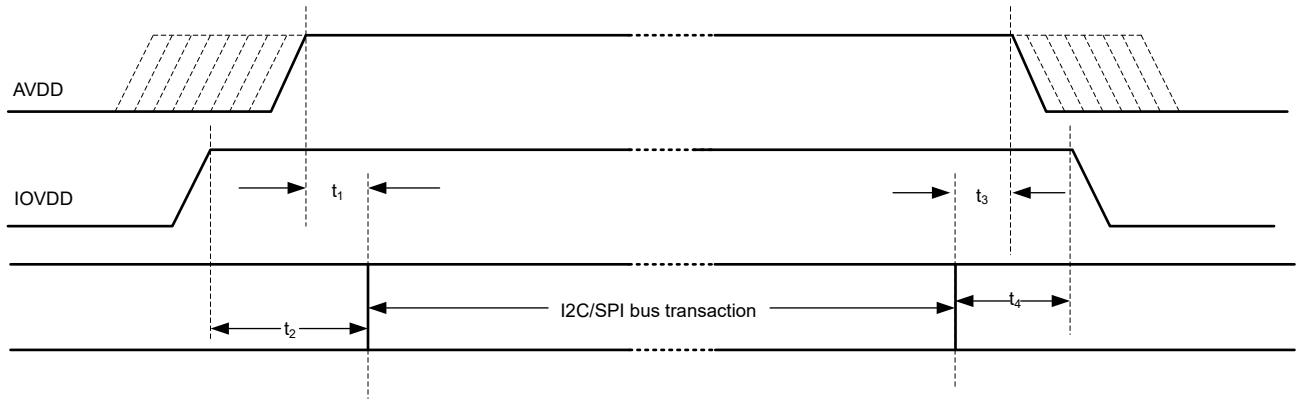 AVDD
IOVDD
t₁
t₃
t₂
I2C/SPI bus transaction
t₄